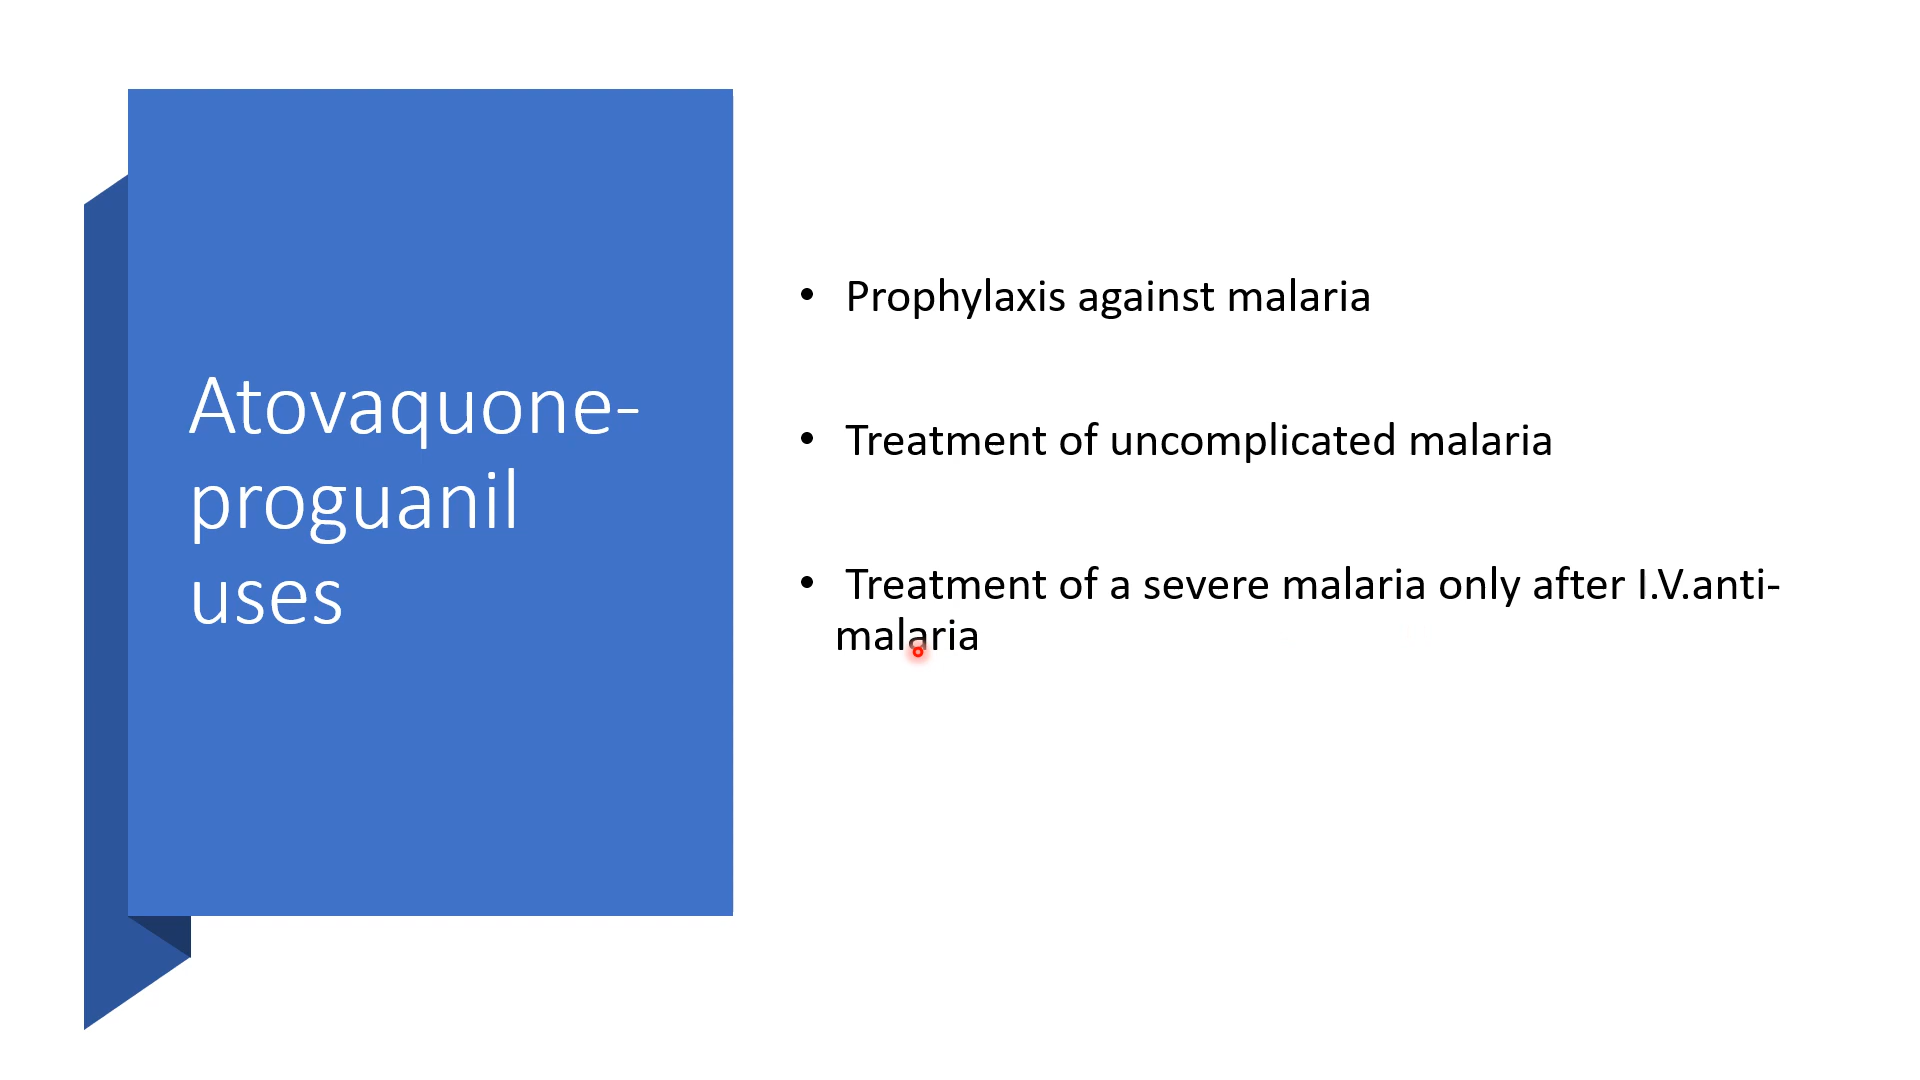 Atovaquone-
proguanil
uses
• Prophylaxis against malaria
• Treatment of uncomplicated malaria
• Treatment of a severe malaria only after I.V.anti-
malaria